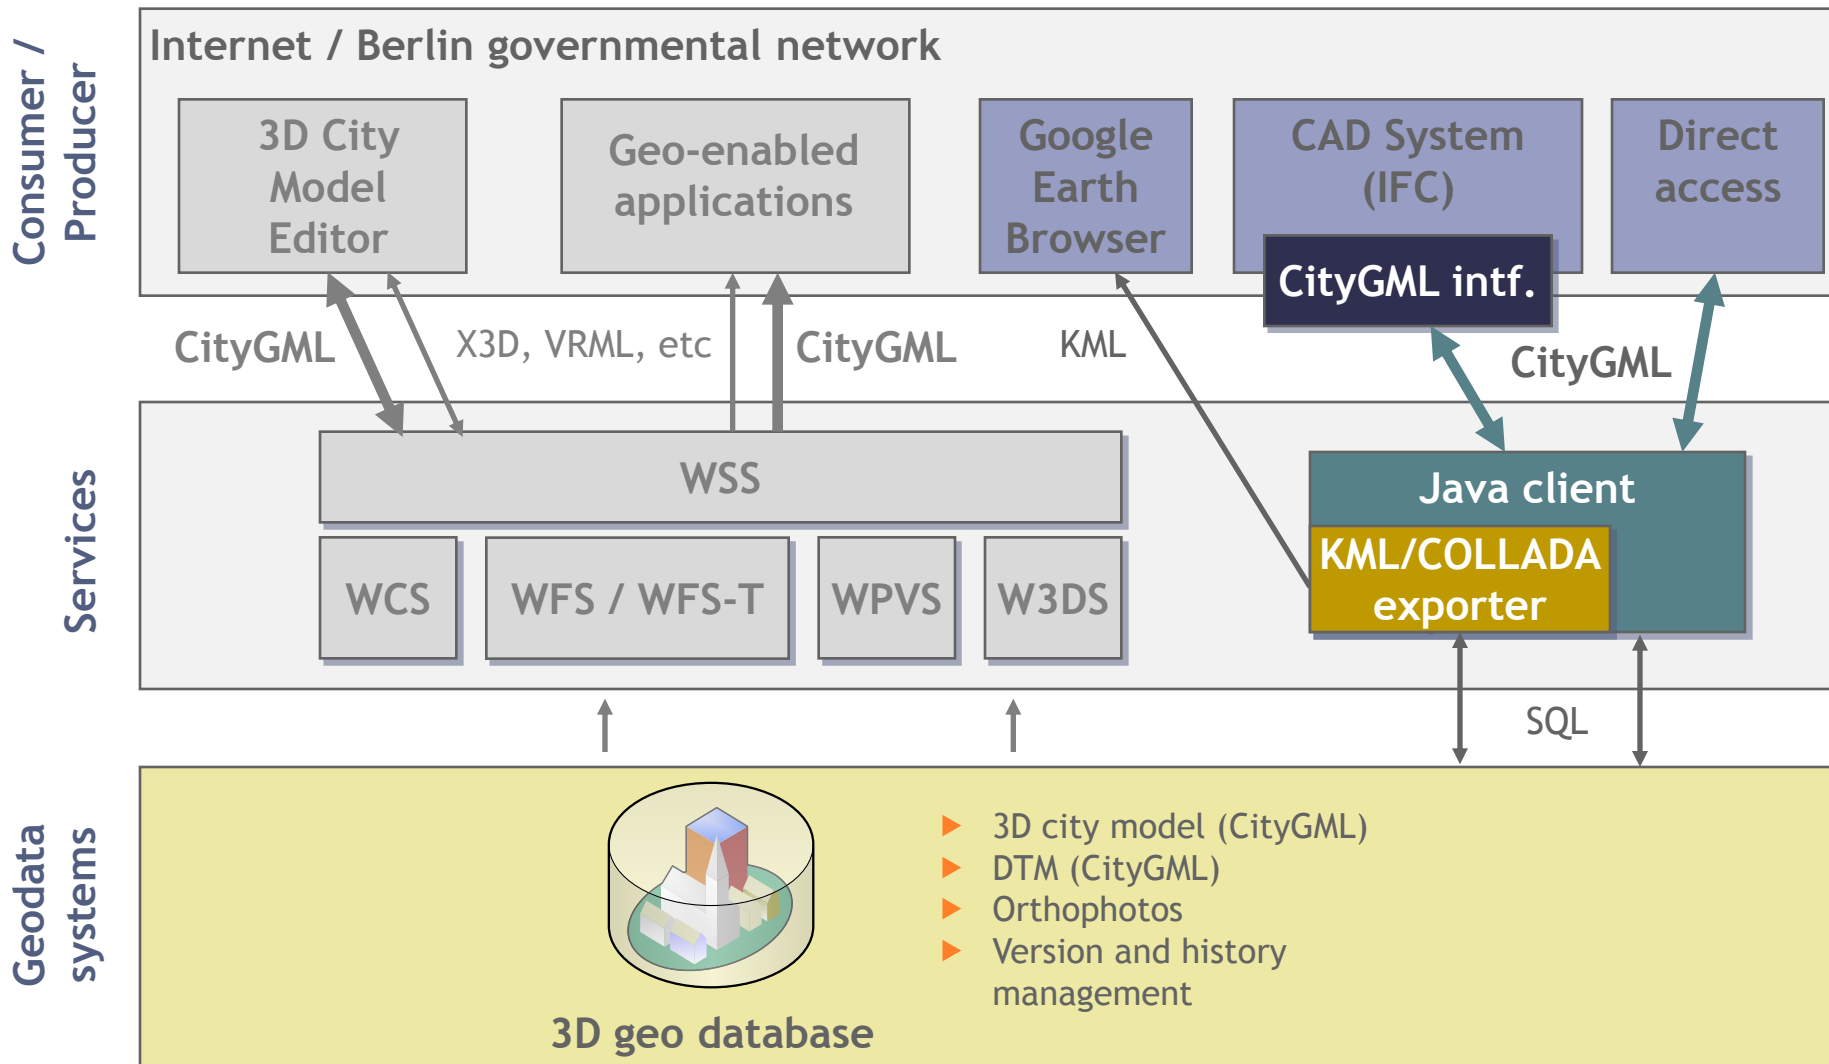 Consumer /
Producer
Internet / Berlin governmental network
3D City
Model
Editor
Geo-enabled
applications
Google
Earth
Browser
CAD System
(IFC)
CityGML intf.
Direct
access
CityGML
X3D, VRML, etc
CityGML
KML
CityGML
Services
WSS
WCS
WFS / WFS-T
WPVS
W3DS
Java client
KML/COLLADA
exporter
SQL
Geodata
systems
3D geo database
3D city model (CityGML)
DTM (CityGML)
Orthophotos
Version and history
management